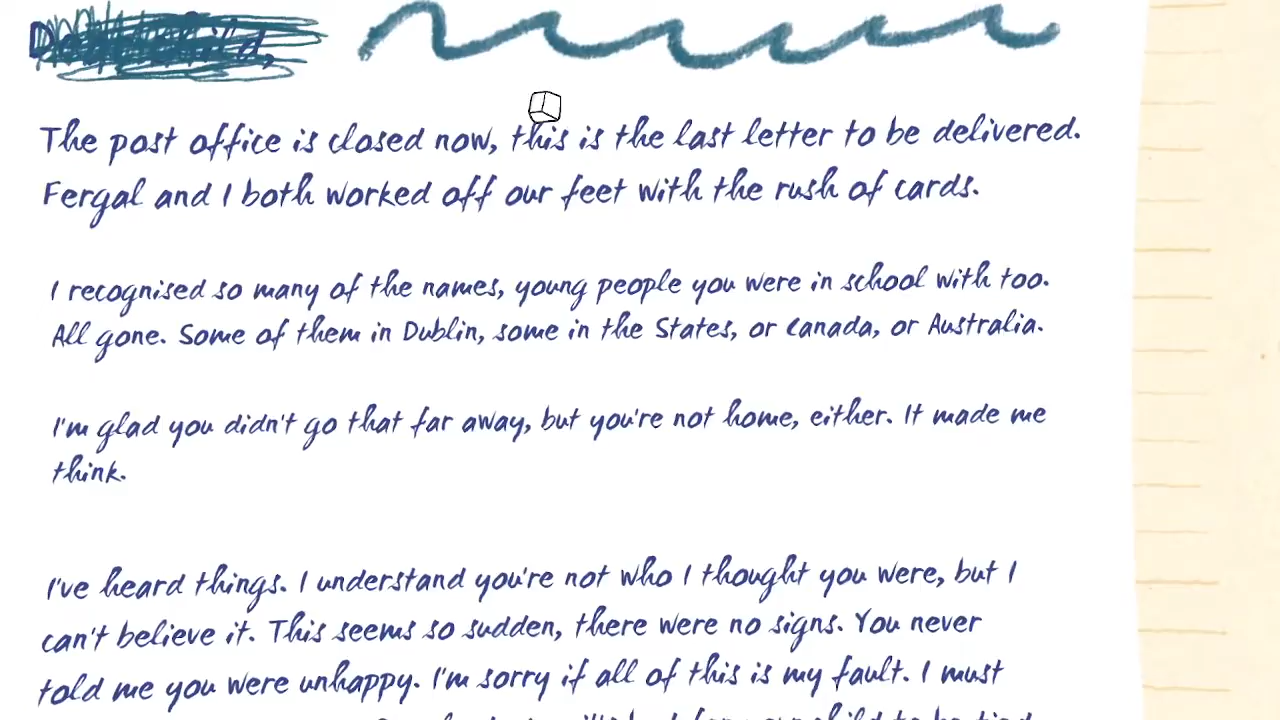 The post office is closed now, this is the last letter to be delivered.
Fergal and I both worked off our feet with the rush of cards.
I recognised so many of the names, young people you were in school with too.
All gone. Some of them in Dublin, some in the States, or Canada, or Australia.
I'm glad you didn't go that far away, but you're not home, either. It made me
think.
I've heard things. I understand you're not who I thought you were, but I
can't believe it. This seems so sudden, there were no signs. You never
told me you were unhappy. I'm sorry if all of this is my fault. I must